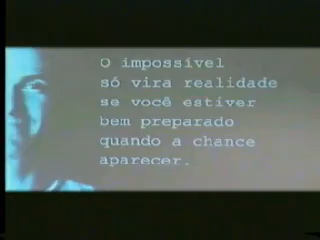 O impossível
só vira realidade
se você estiver
bem preparado
quando a chance
aparecer.